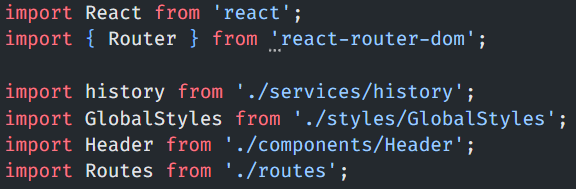 import React from 'react';
import { Router } from 'react-router-dom';
import history from './services/history';
import GlobalStyles from './styles/GlobalStyles';
import Header from './components/Header';
import Routes from './routes';